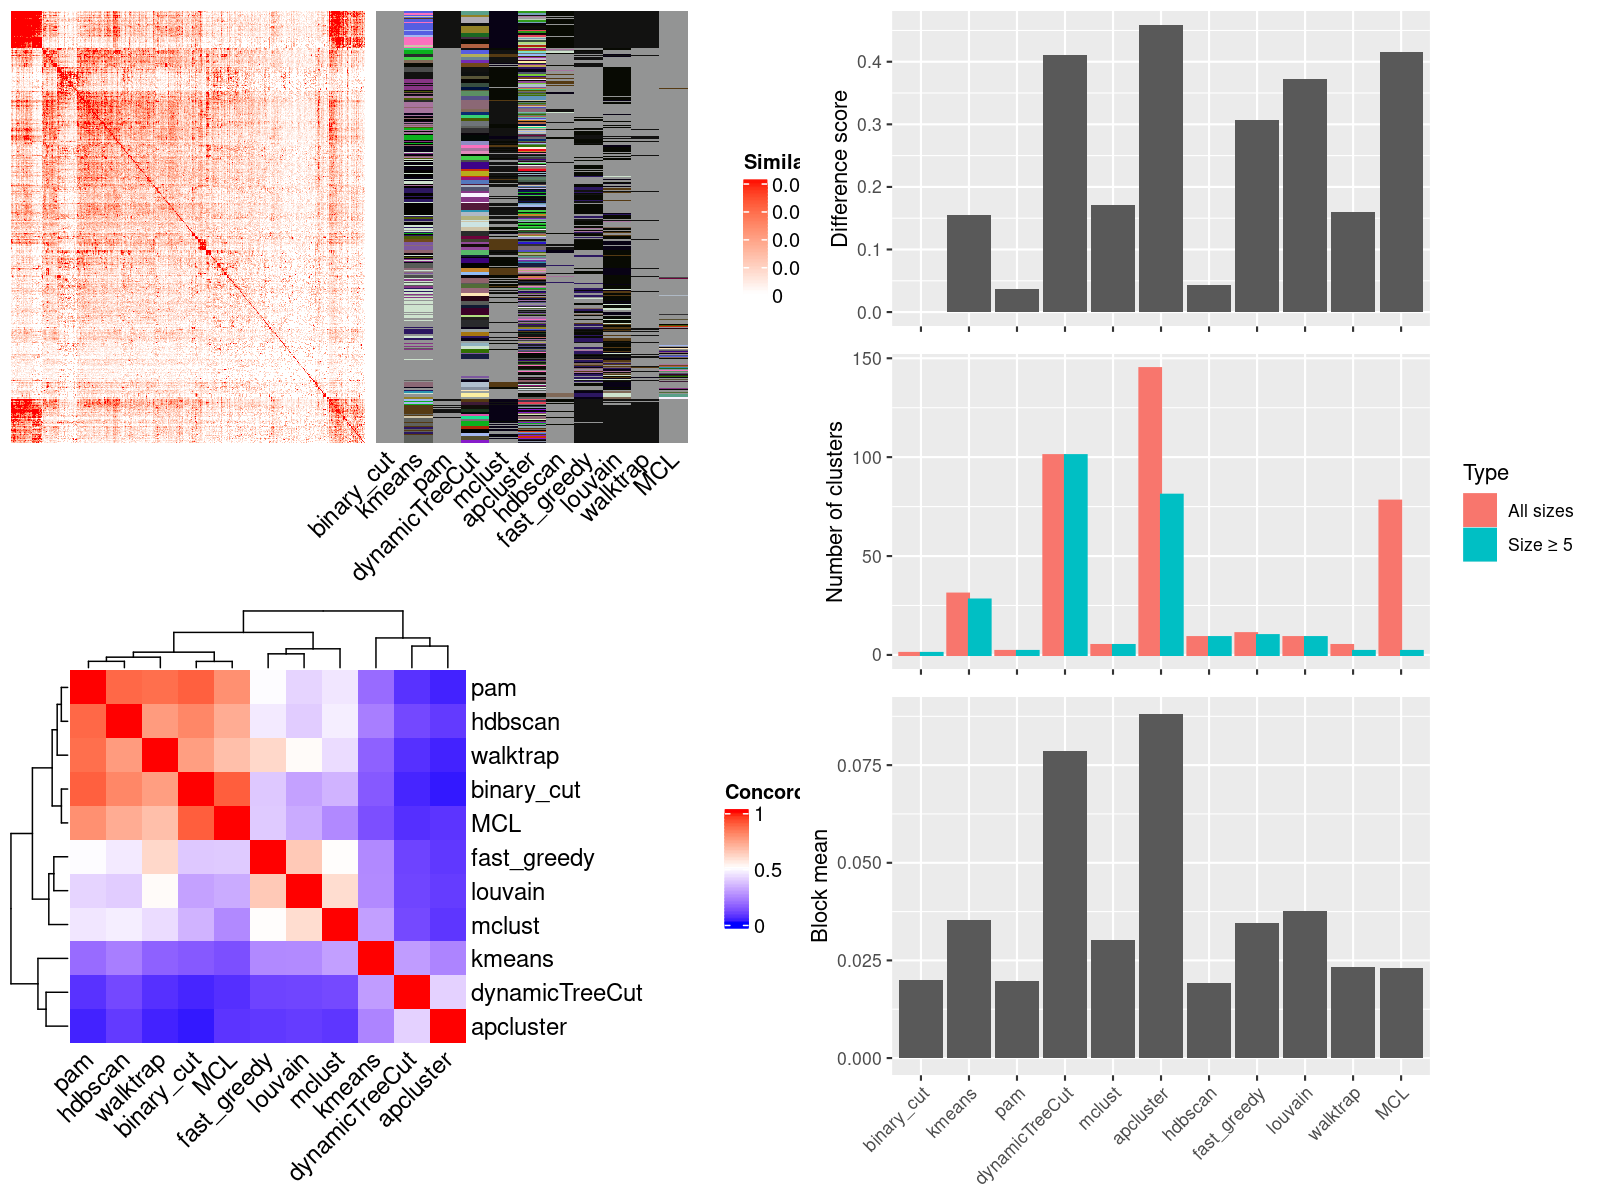 Simila
0.0
0.0
0.0
0.0
0
binary_cut
kmeans
pam
dynamicTreeCut
mclust
apcluster
hdbscan
fast_greedy
louvain
walktrap
MCL
pam
hdbscan
walktrap
binary_cut
MCL
fast_greedy
louvain
mclust
kmeans
dynamicTreeCut
apcluster
pam
hdbscan
walktrap
binary_cut
MCL
fast_greedy
louvain
mclust
kmeans
dynamicTreeCut
apcluster
Concord
1
0.5
0
Difference score
0.4
0.3
0.2
0.1
0.0
Number of clusters
150
100
50
0
Type
All sizes
Size ≥ 5
Block mean
0.075
0.050
0.025
0.000
binary_cut
kmeans
pam
dynamicTreeCut
mclust
apcluster
hdbscan
fast_greedy
louvain
walktrap
MCL